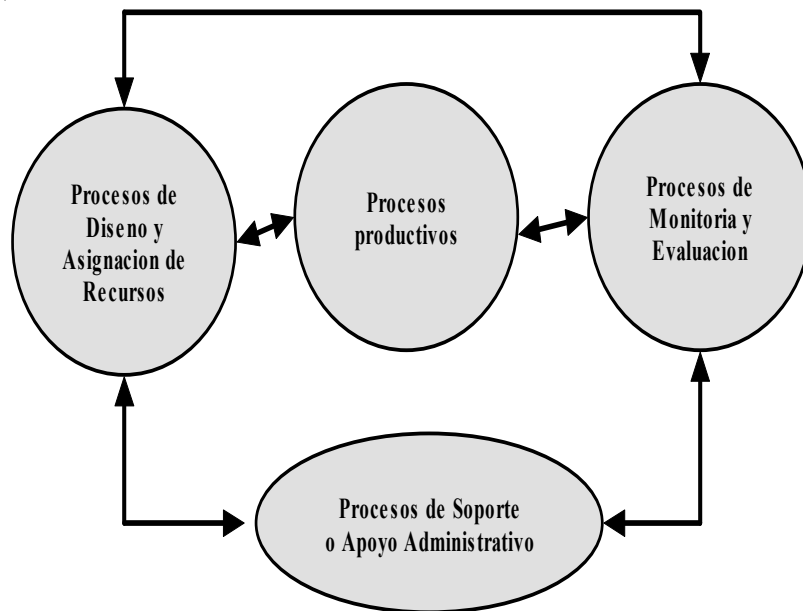 Procesos de
Diseno y
Asignacion de
Recursos
Procesos
productivos
Procesos de
Monitoria y
Evaluacion
Procesos de Soporte
o Apoyo Administrativo